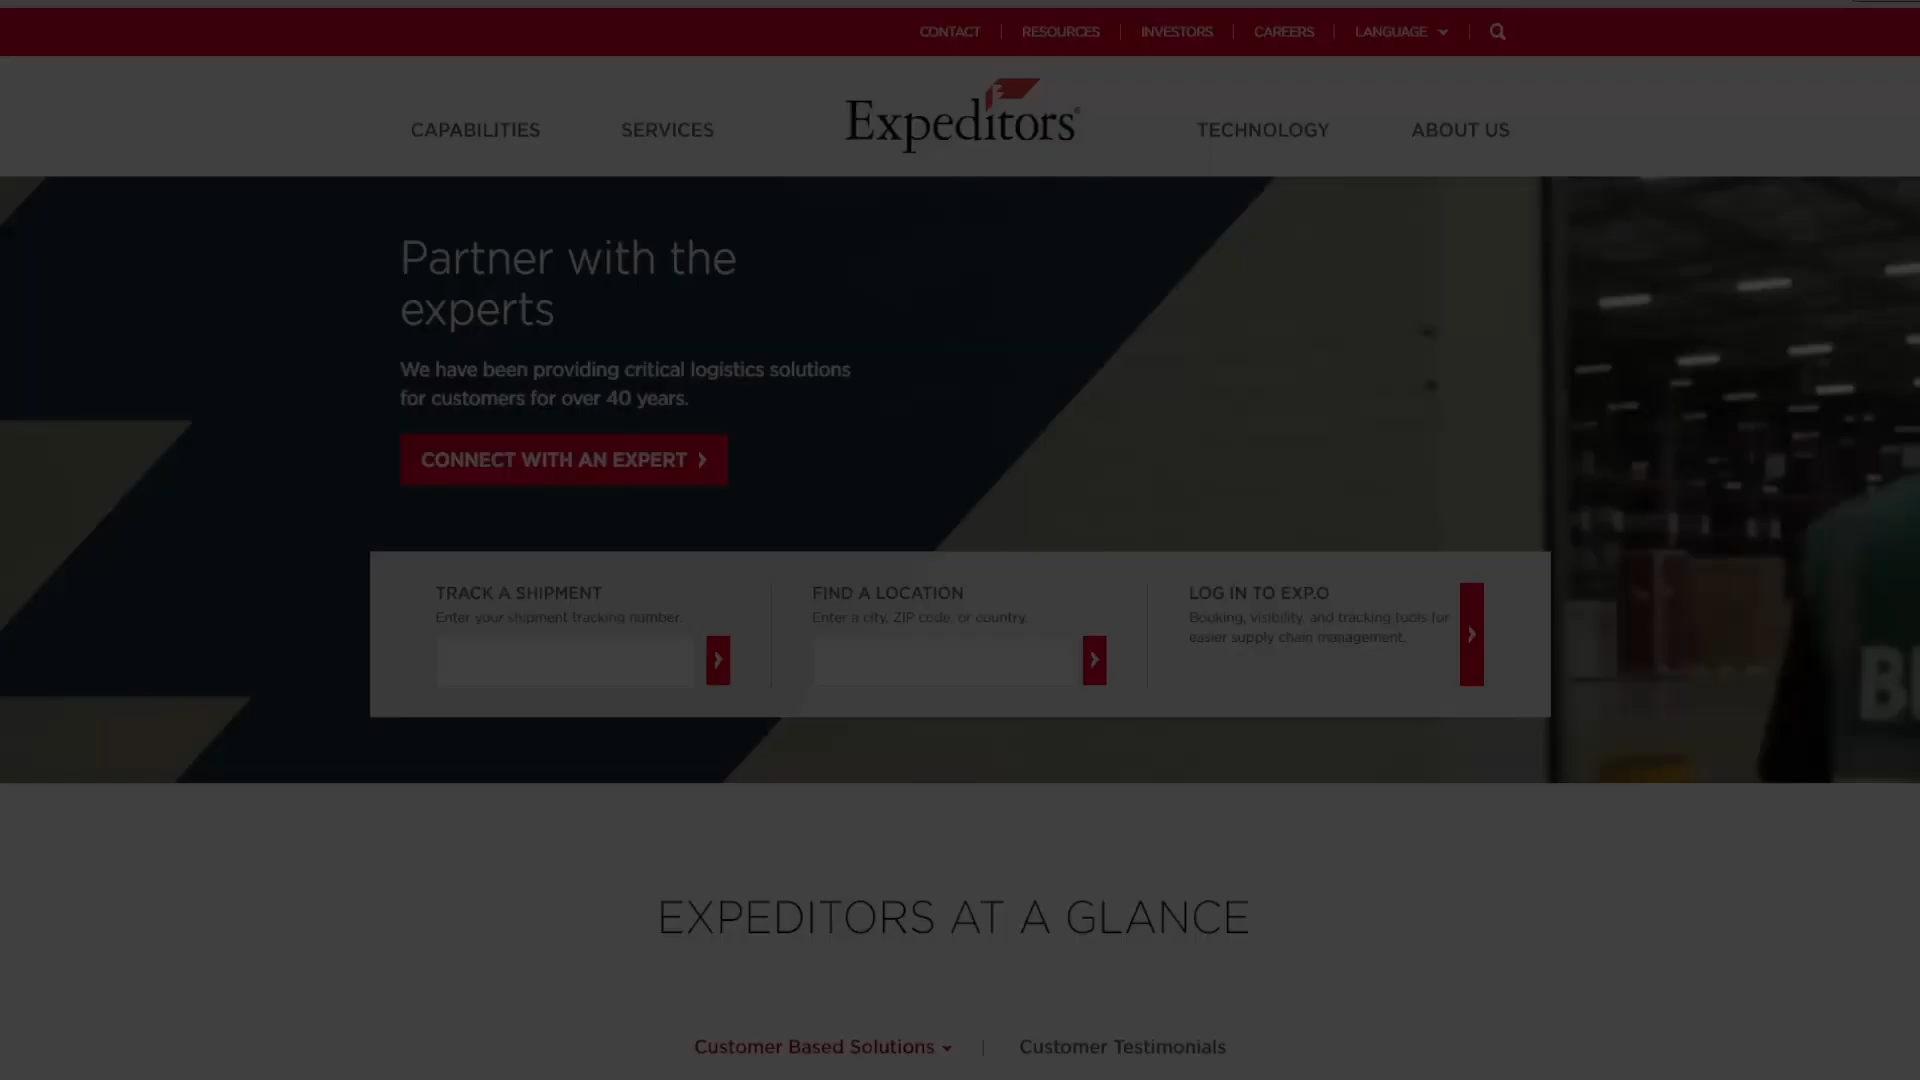 CONTACT
RESOURCES
INVESTORS
CAREERS
LANGUAGE
CAPABILITIES
SERVICES
Expeditors®
TECHNOLOGY
ABOUT US
Partner with the
experts
We have been providing critical logistics solutions
for customers for over 40 years.
CONNECT WITH AN EXPERT
TRACK A SHIPMENT
Enter your shipment tracking number.
FIND A LOCATION
Enter a city, ZIP code, or country.
LOG IN TO EXP.O
Booking, visibility, and tracking tools for
easier supply chain management.
EXPEDITORS AT A GLANCE
Customer Based Solutions
Customer Testimonials